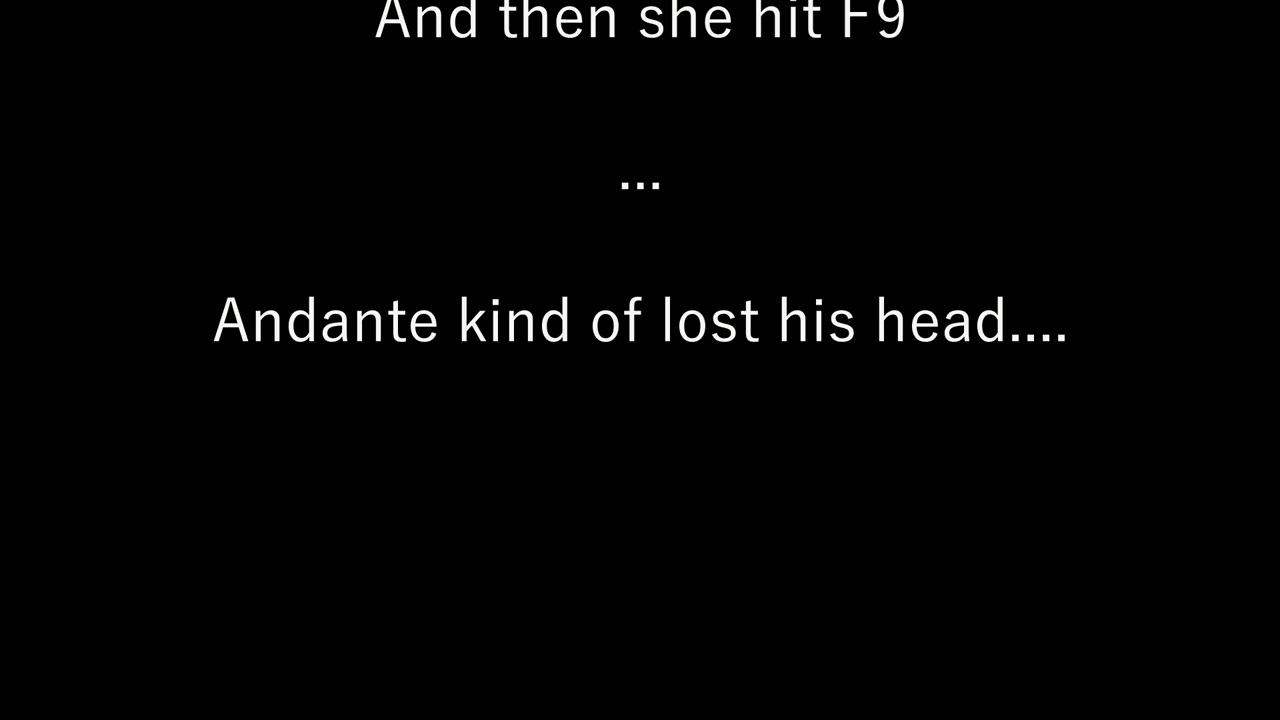 And then she hit F9
...
Andante kind of lost his head....